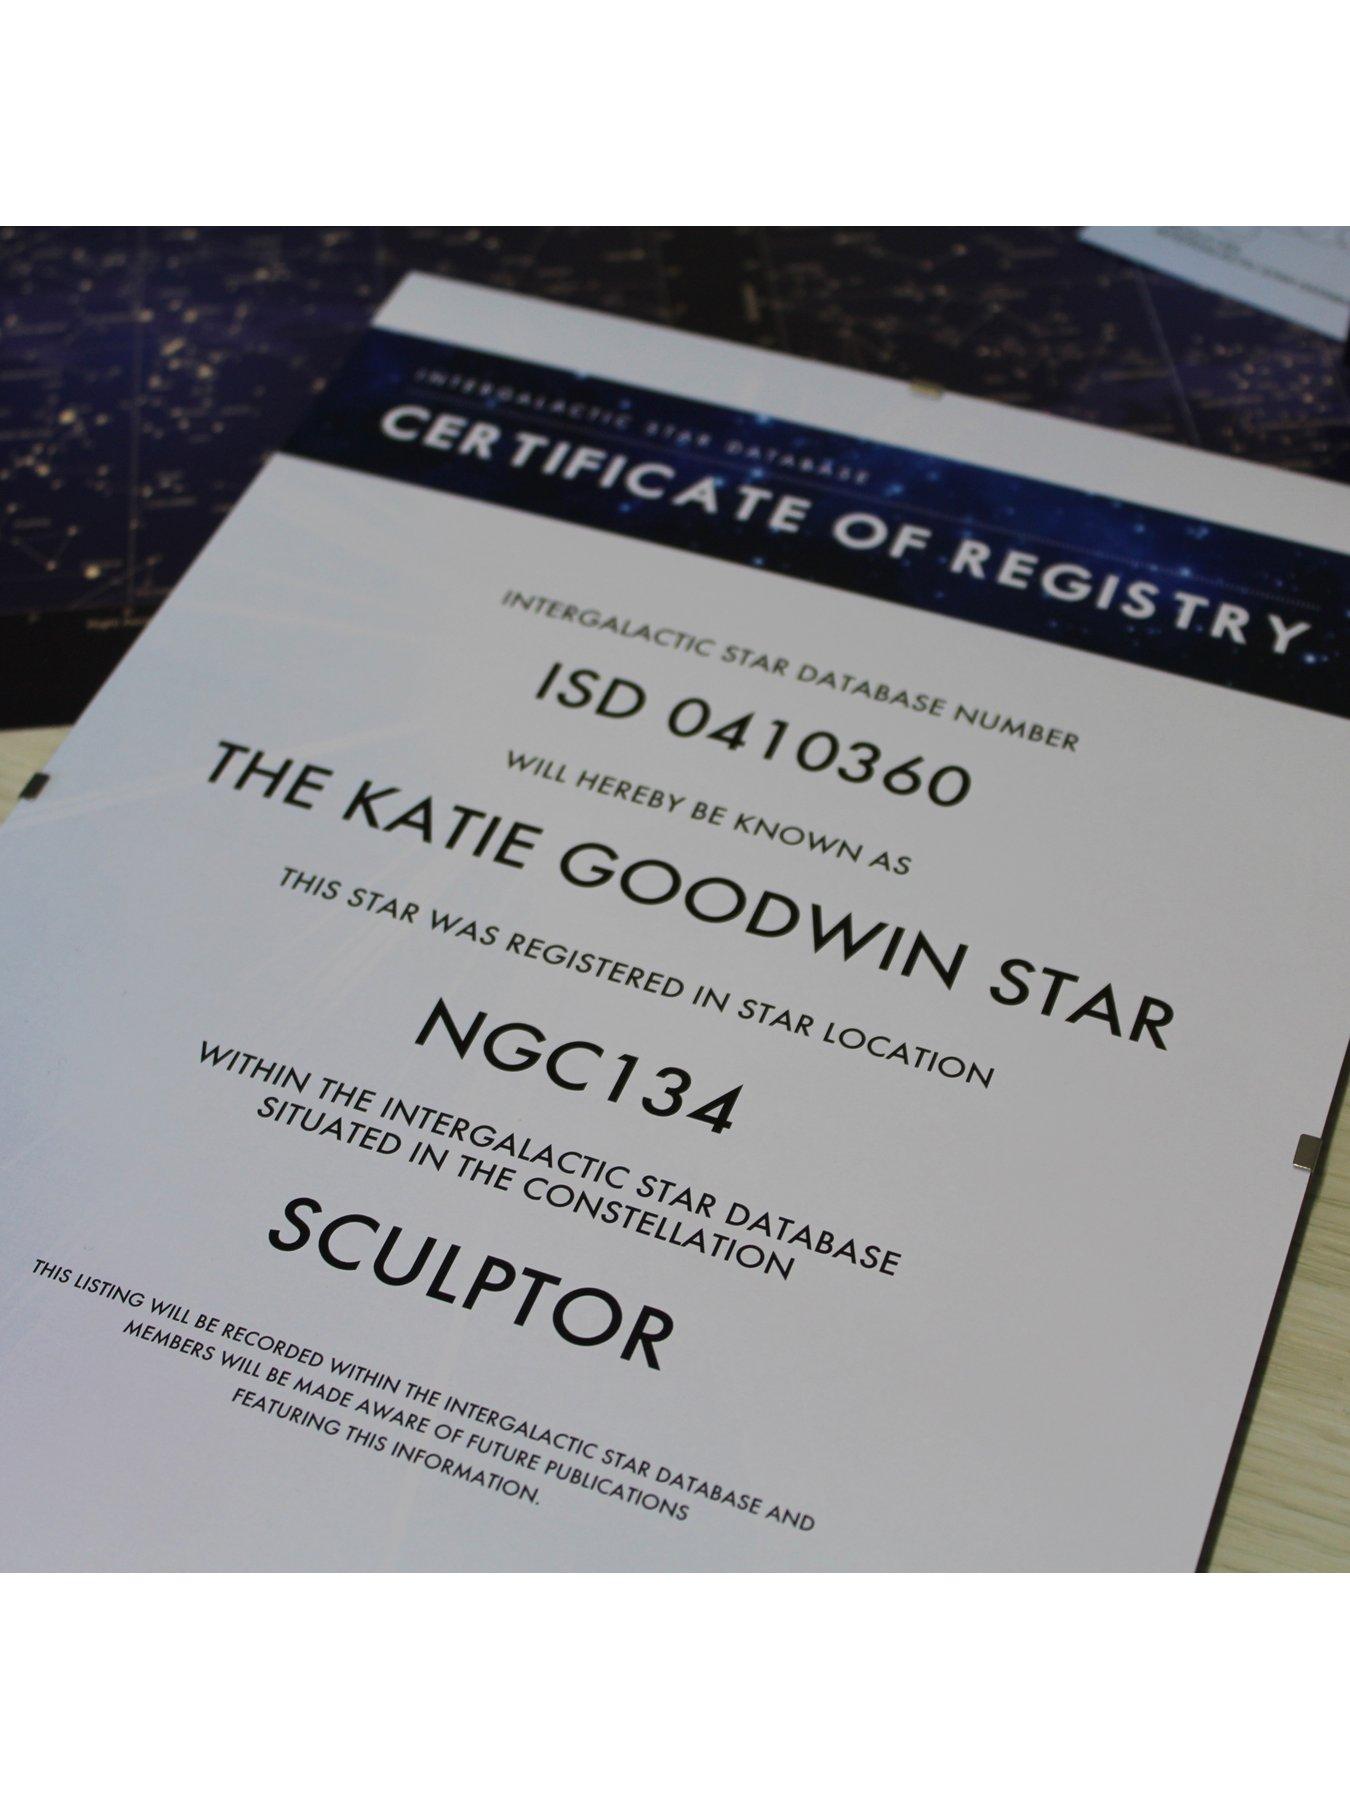 INTERGALACTIC STAR DATABASE
CERTIFICATE OF REGISTRY
INTERGALACTIC STAR DATABASE NUMBER
ISD 0410360
WILL HEREBY BE KNOWN AS
THE KATIE GOODWIN STAR
THIS STAR WAS REGISTERED IN STAR LOCATION
NGC134
WITHIN THE INTERGALACTIC STAR DATABASE
SITUATED IN THE CONSTELLATION
SCULPTOR
THIS LISTING WILL BE RECORDED WITHIN THE INTERGALACTIC STAR DATABASE AND
MEMBERS WILL BE MADE AWARE OF FUTURE PUBLICATIONS
FEATURING THIS INFORMATION.